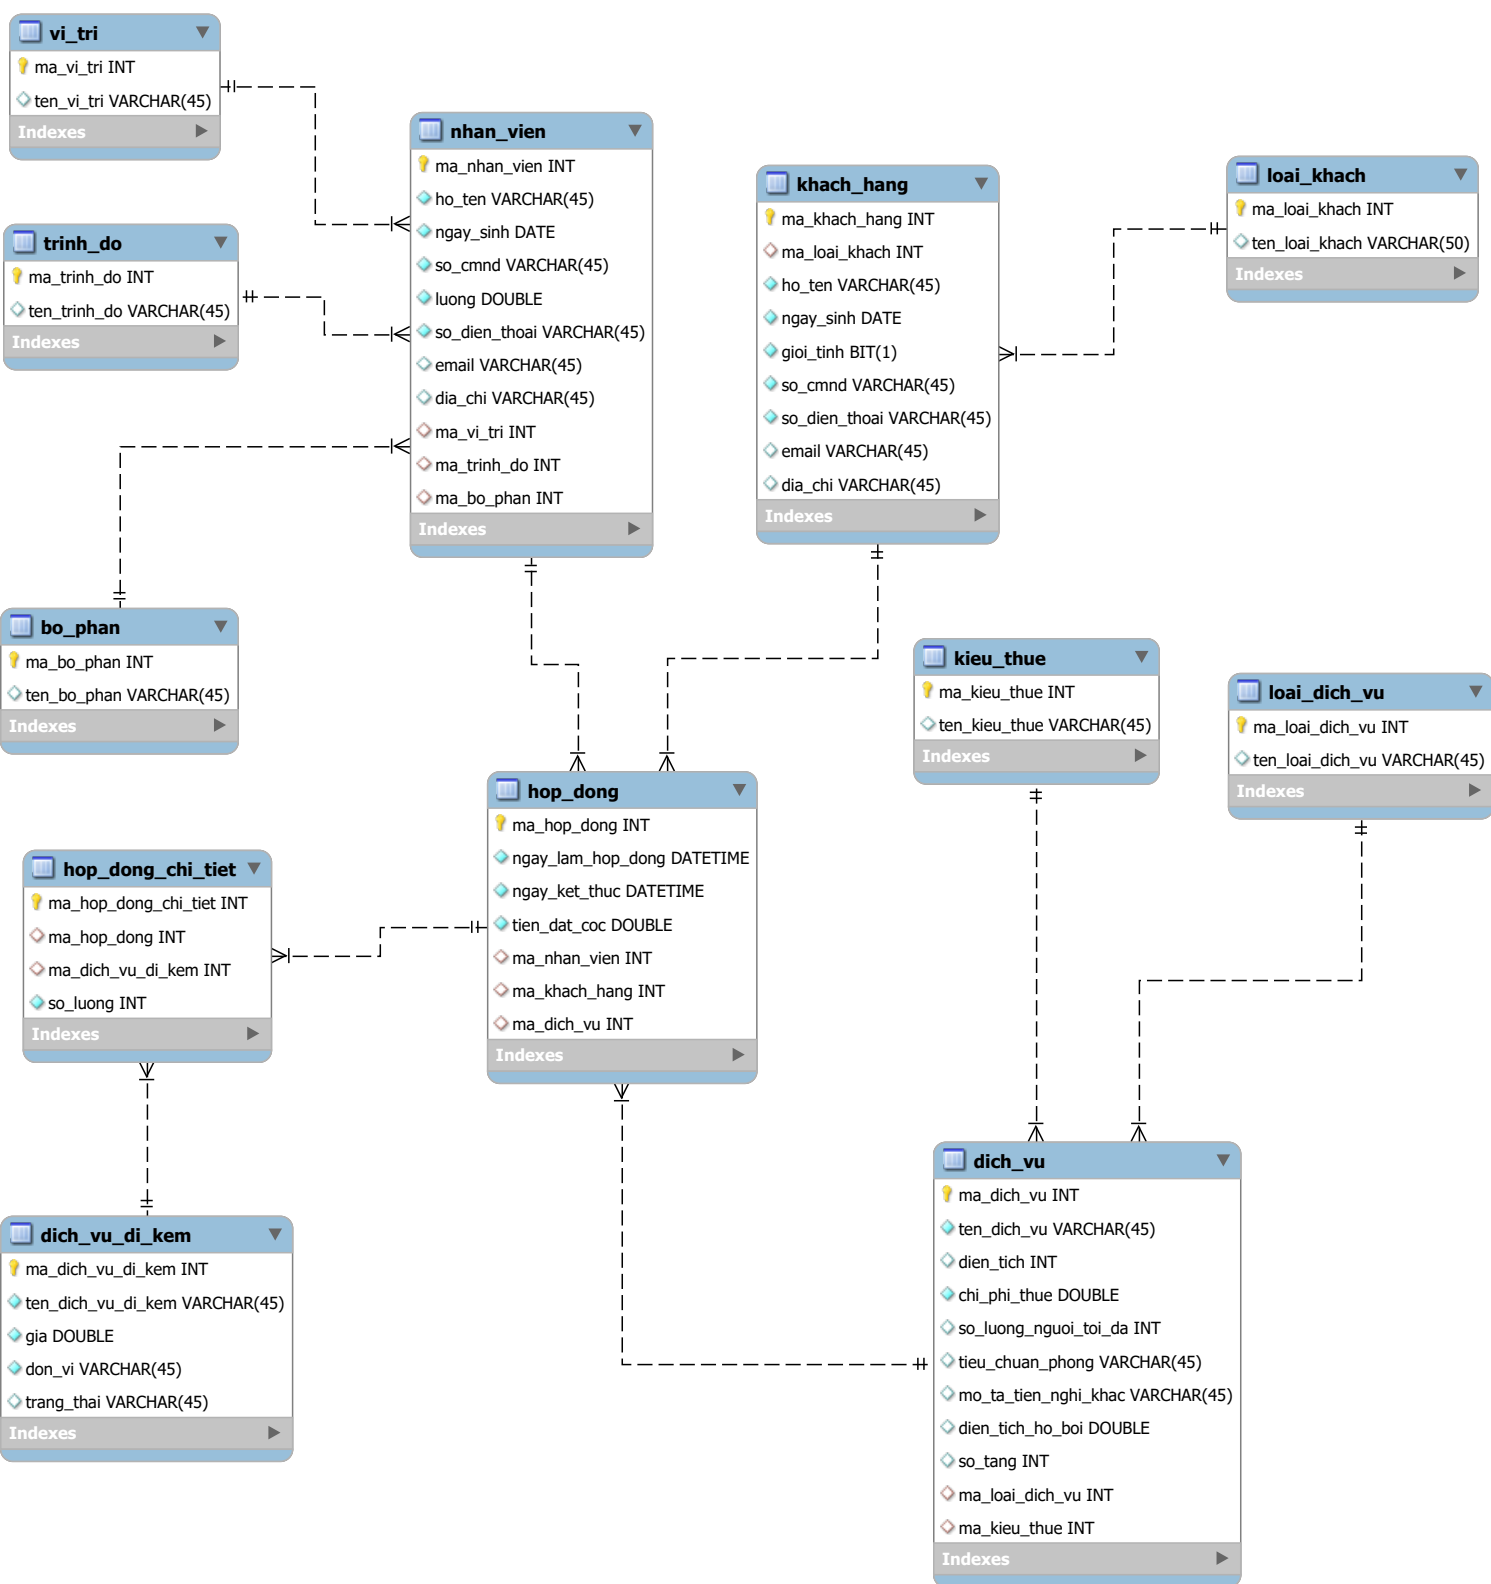 vi_tri
ma_vi_tri INT
ten_vi_tri VARCHAR(45)
Indexes
trinh_do
ma_trinh_do INT
ten_trinh_do VARCHAR(45)
Indexes
bo_phan
ma_bo_phan INT
ten_bo_phan VARCHAR(45)
Indexes
nhan_vien
ma_nhan_vien INT
ho_ten VARCHAR(45)
ngay_sinh DATE
so_cmnd VARCHAR(45)
luong DOUBLE
so_dien_thoai VARCHAR(45)
email VARCHAR(45)
dia_chi VARCHAR(45)
ma_vi_tri INT
ma_trinh_do INT
ma_bo_phan INT
Indexes
khach_hang
ma_khach_hang INT
ma_loai_khach INT
ho_ten VARCHAR(45)
ngay_sinh DATE
gioi_tinh BIT(1)
so_cmnd VARCHAR(45)
so_dien_thoai VARCHAR(45)
email VARCHAR(45)
dia_chi VARCHAR(45)
Indexes
loai_khach
ma_loai_khach INT
ten_loai_khach VARCHAR(50)
Indexes
kieu_thue
ma_kieu_thue INT
ten_kieu_thue VARCHAR(45)
Indexes
loai_dich_vu
ma_loai_dich_vu INT
ten_loai_dich_vu VARCHAR(45)
Indexes
hop_dong
ma_hop_dong INT
ngay_lam_hop_dong DATETIME
ngay_ket_thuc DATETIME
tien_dat_coc DOUBLE
ma_nhan_vien INT
ma_khach_hang INT
ma_dich_vu INT
Indexes
hop_dong_chi_tiet
ma_hop_dong_chi_tiet INT
ma_hop_dong INT
ma_dich_vu_di_kem INT
so_luong INT
Indexes
dich_vu_di_kem
ma_dich_vu_di_kem INT
ten_dich_vu_di_kem VARCHAR(45)
gia DOUBLE
don_vi VARCHAR(45)
trang_thai VARCHAR(45)
Indexes
dich_vu
ma_dich_vu INT
ten_dich_vu VARCHAR(45)
dien_tich INT
chi_phi_thue DOUBLE
so_luong_nguoi_toi_da INT
tieu_chuan_phong VARCHAR(45)
mo_ta_tien_nghi_khac VARCHAR(45)
dien_tich_ho_boi DOUBLE
so_tang INT
ma_loai_dich_vu INT
ma_kieu_thue INT
Indexes